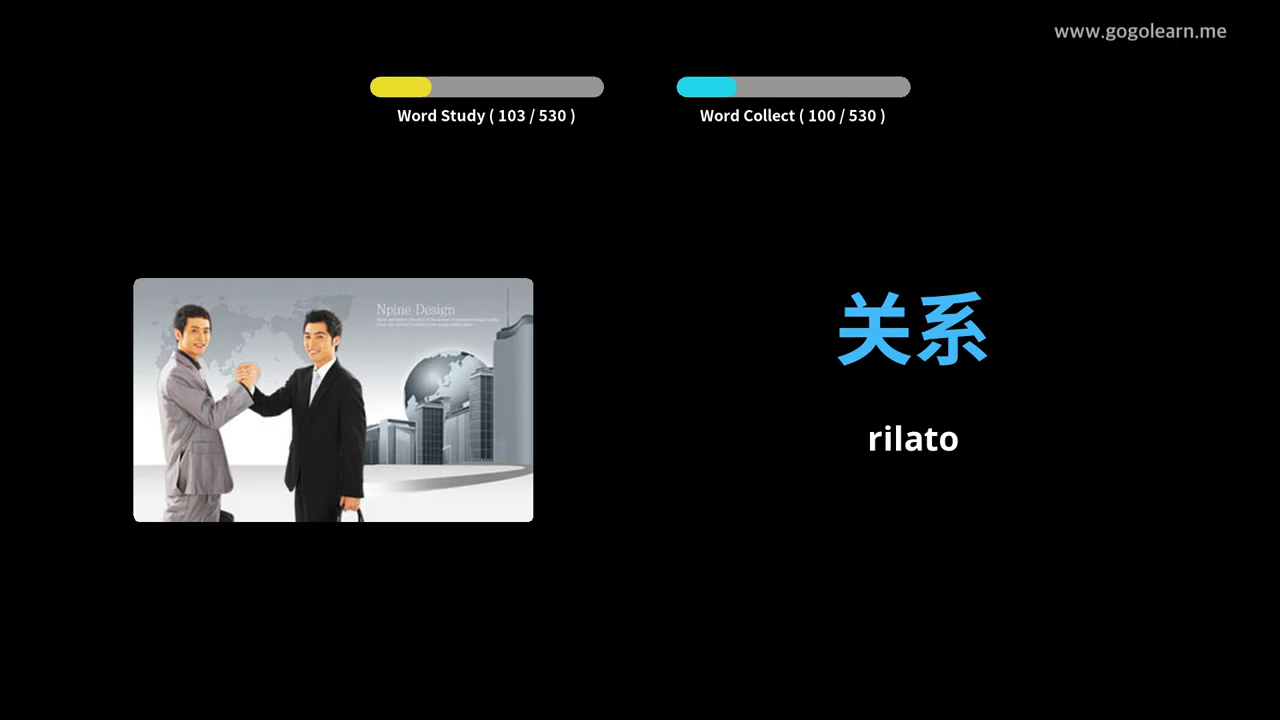 www.gogolearn.me
Word Study ( 103 / 530 )
Word Collect ( 100 / 530 )
Npine Design
关系
rilato